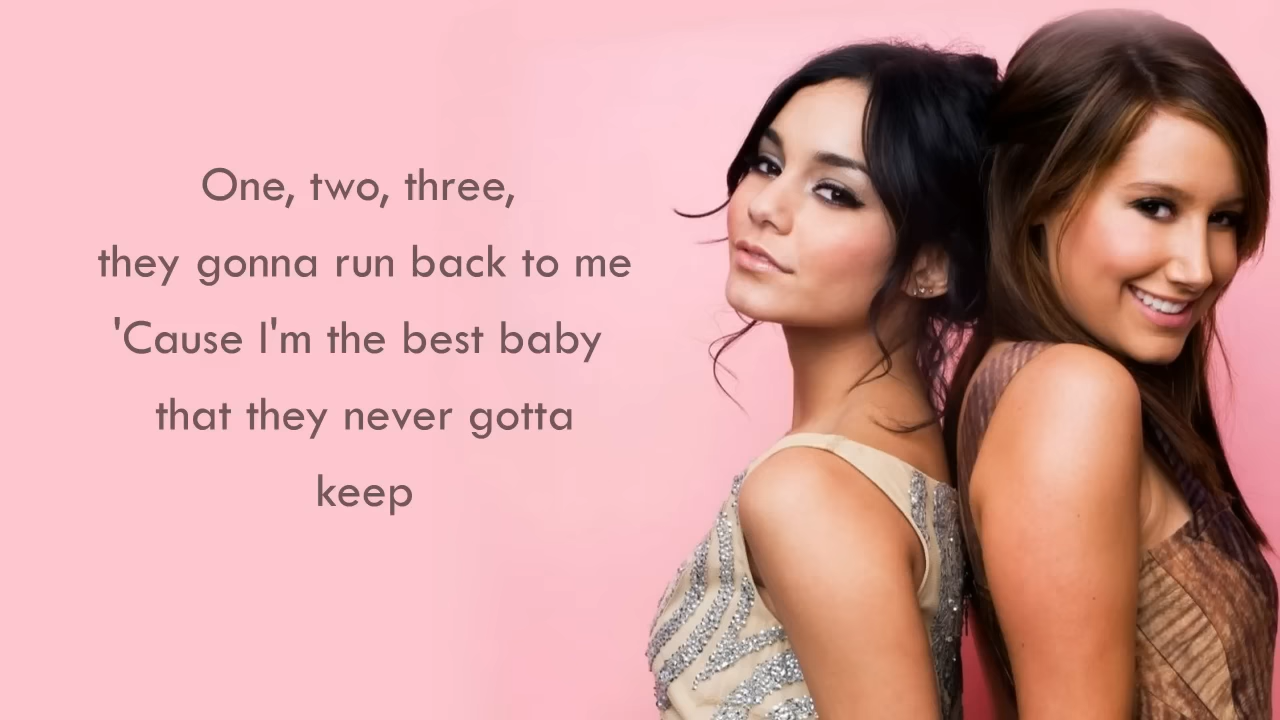 One, two, three,
they gonna run back to me
'Cause I'm the best baby
that they never gotta
keep